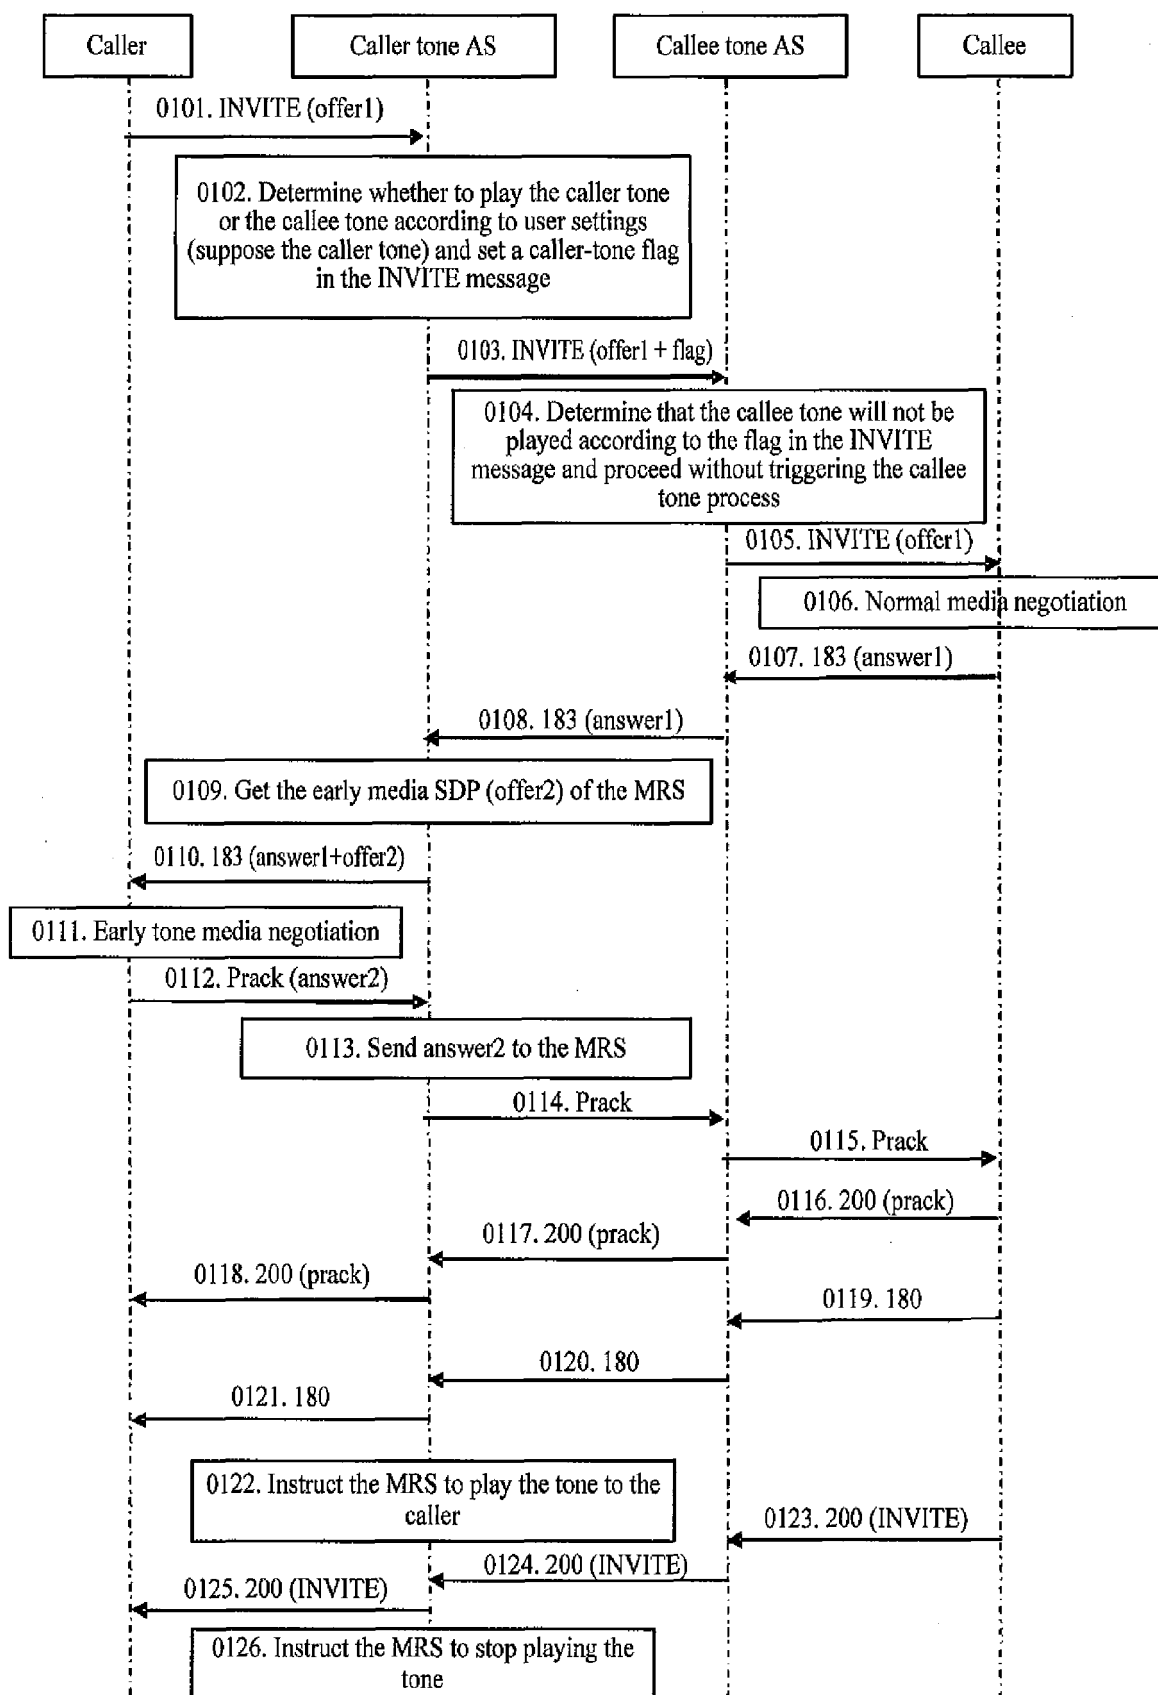 Caller
Caller tone AS
Callee tone AS
Callee
0101. INVITE (offer1)
0102. Determine whether to play the caller tone
or the callee tone according to user settings
(suppose the caller tone) and set a caller-tone flag
in the INVITE message
0103. INVITE (offer1 + flag)
0104. Determine that the callee tone will not be
played according to the flag in the INVITE
message and proceed without triggering the callee
tone process
0105. INVITE (offer1)
0106. Normal media negotiation
0107. 183 (answer1)
0108. 183 (answer1)
0109. Get the early media SDP (offer2) of the MRS
0110. 183 (answer1+offer2)
0111. Early tone media negotiation
0112. Prack (answer2)
0113. Send answer2 to the MRS
0114. Prack
0115. Prack
0116. 200 (prack)
0117. 200 (prack)
0118. 200 (prack)
0119. 180
0120. 180
0121. 180
0122. Instruct the MRS to play the tone to the
caller
0123. 200 (INVITE)
0124. 200 (INVITE)
0125. 200 (INVITE)
0126. Instruct the MRS to stop playing the
tone